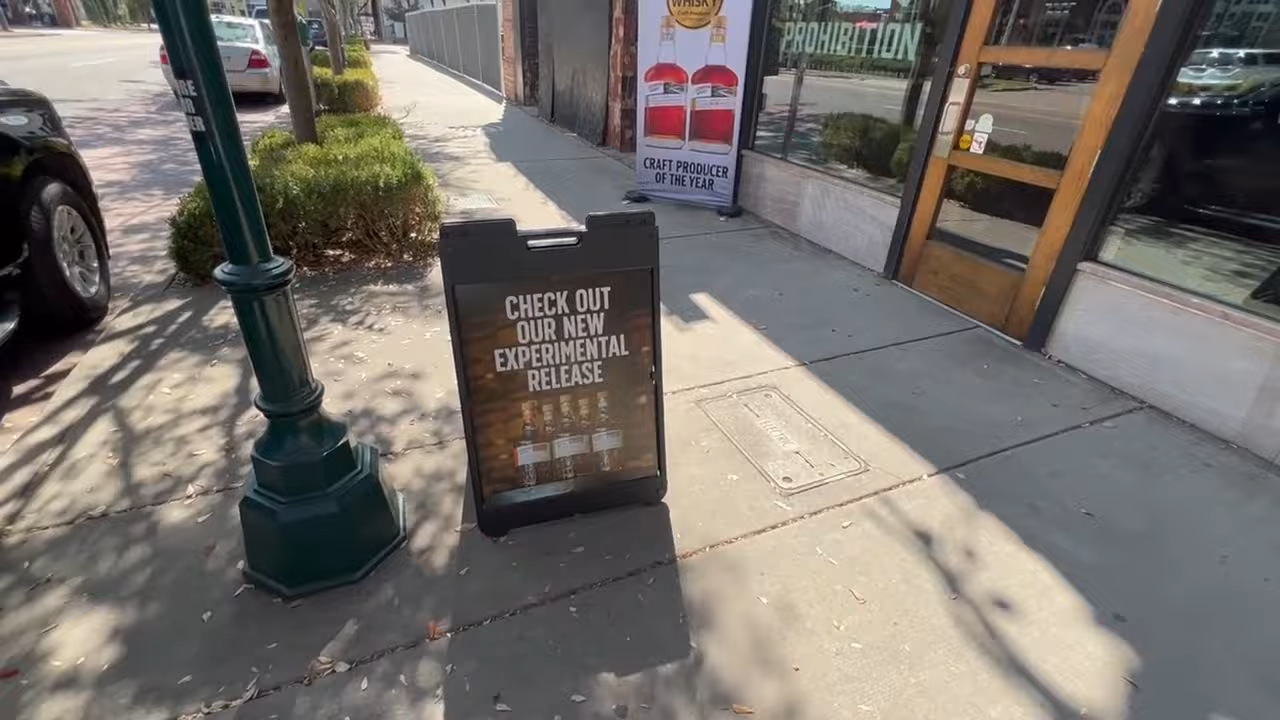 WHISKY
CRAFT PRODUCER
OF THE YEAR
PROHIBITION
CHECK OUT
OUR NEW
EXPERIMENTAL
RELEASE